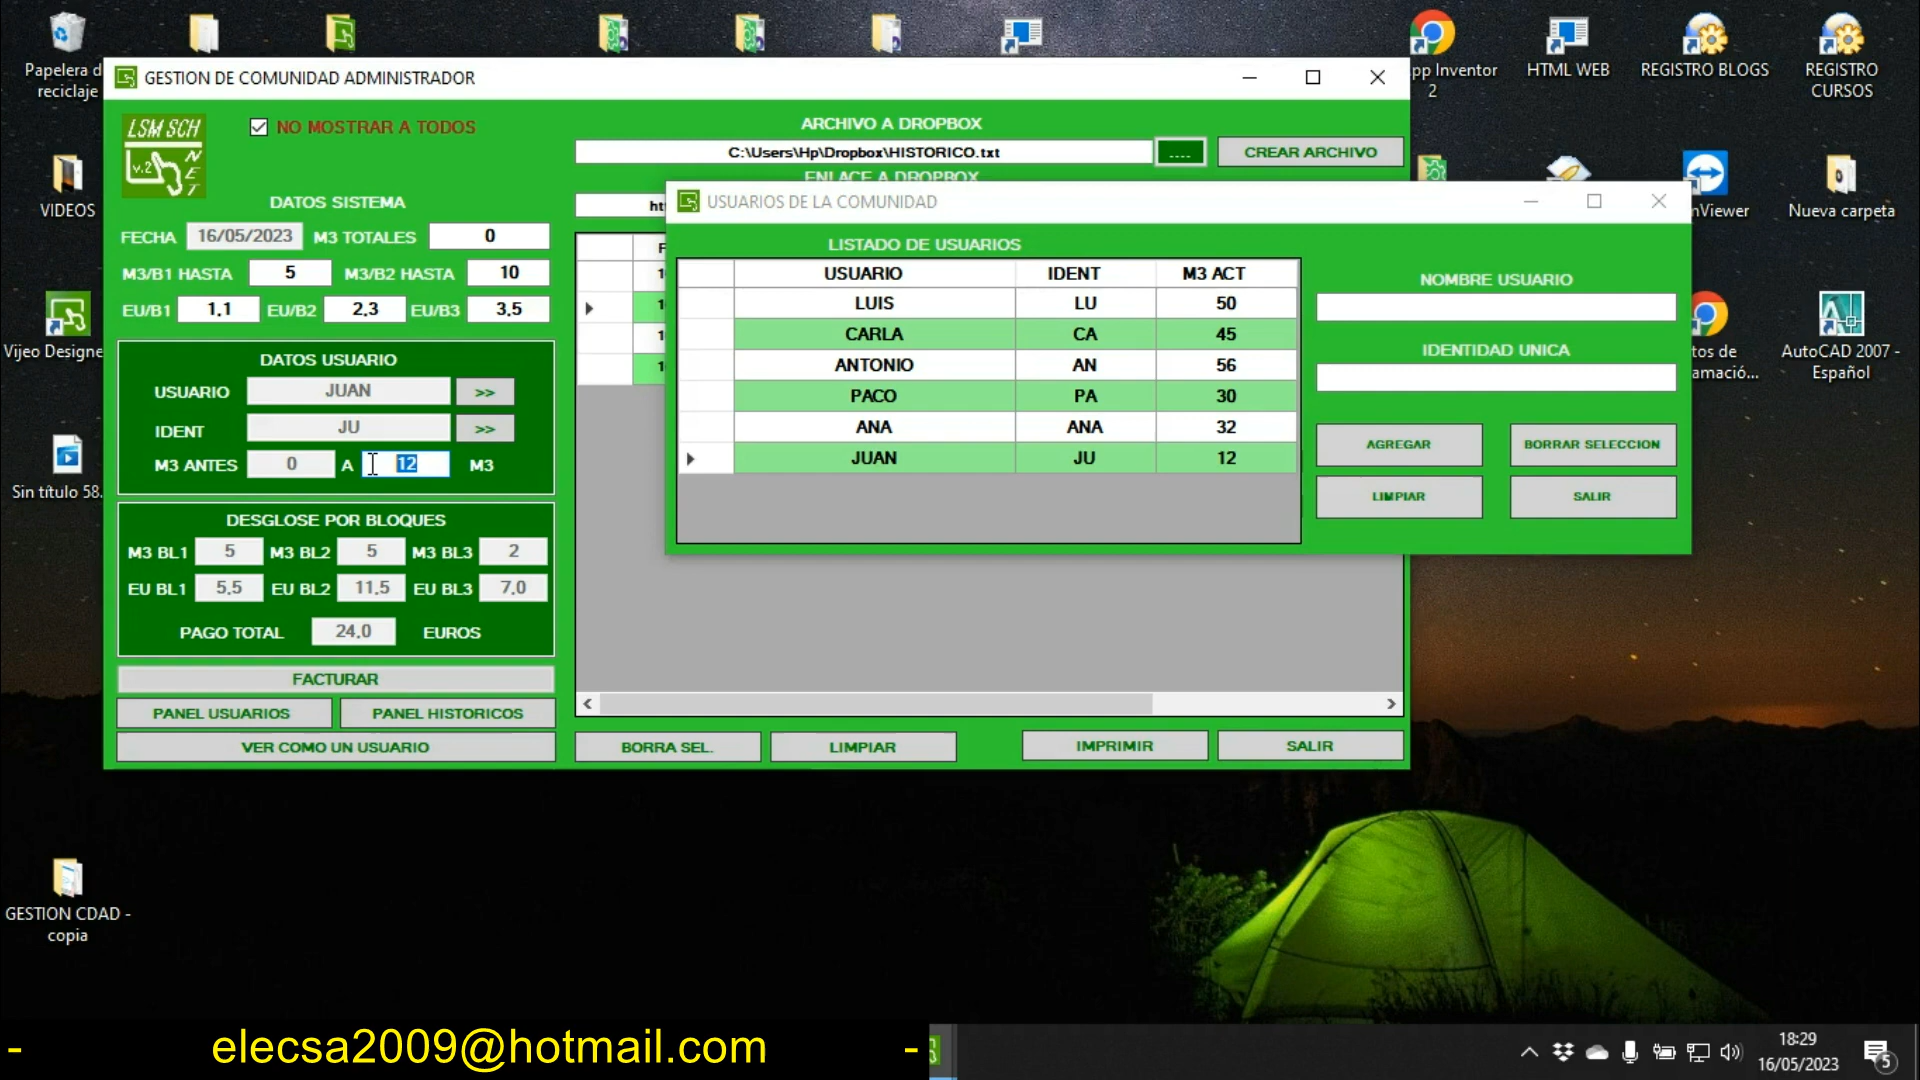 Papelera d
reciclaje
pp Inventor
2
HTML WEB
REGISTRO BLOGS
REGISTRO
CURSOS
GESTION DE COMUNIDAD ADMINISTRADOR
LSM SCH
v.2
NET
NO MOSTRAR A TODOS
ARCHIVO A DROPBOX
C:\Users\Hp\Dropbox\HISTORICO.txt
....
CREAR ARCHIVO
ENLACE A DROPBOX
ht
VIDEOS
nViewer
Nueva carpeta
DATOS SISTEMA
FECHA 16/05/2023 M3 TOTALES 0
M3/B1 HASTA 5 M3/B2 HASTA 10
EU/B1 1,1 EU/B2 2,3 EU/B3 3,5
Vijeo Designe
tos de
amació...
AutoCAD 2007 -
Español
DATOS USUARIO
USUARIO JUAN >>
IDENT JU >>
M3 ANTES 0 A 12 M3
Sin título 58.
DESGLOSE POR BLOQUES
M3 BL1 5 M3 BL2 5 M3 BL3 2
EU BL1 5,5 EU BL2 11,5 EU BL3 7,0
PAGO TOTAL 24,0 EUROS
FACTURAR
PANEL USUARIOS PANEL HISTORICOS
VER COMO UN USUARIO
BORRA SEL. LIMPIAR IMPRIMIR SALIR
USUARIOS DE LA COMUNIDAD
LISTADO DE USUARIOS
USUARIO IDENT M3 ACT
LUIS LU 50
CARLA CA 45
ANTONIO AN 56
PACO PA 30
ANA ANA 32
JUAN JU 12
NOMBRE USUARIO
IDENTIDAD UNICA
AGREGAR BORRAR SELECCION
LIMPIAR SALIR
GESTION CDAD -
copia
- elecsa2009@hotmail.com -
18:29
16/05/2023
5